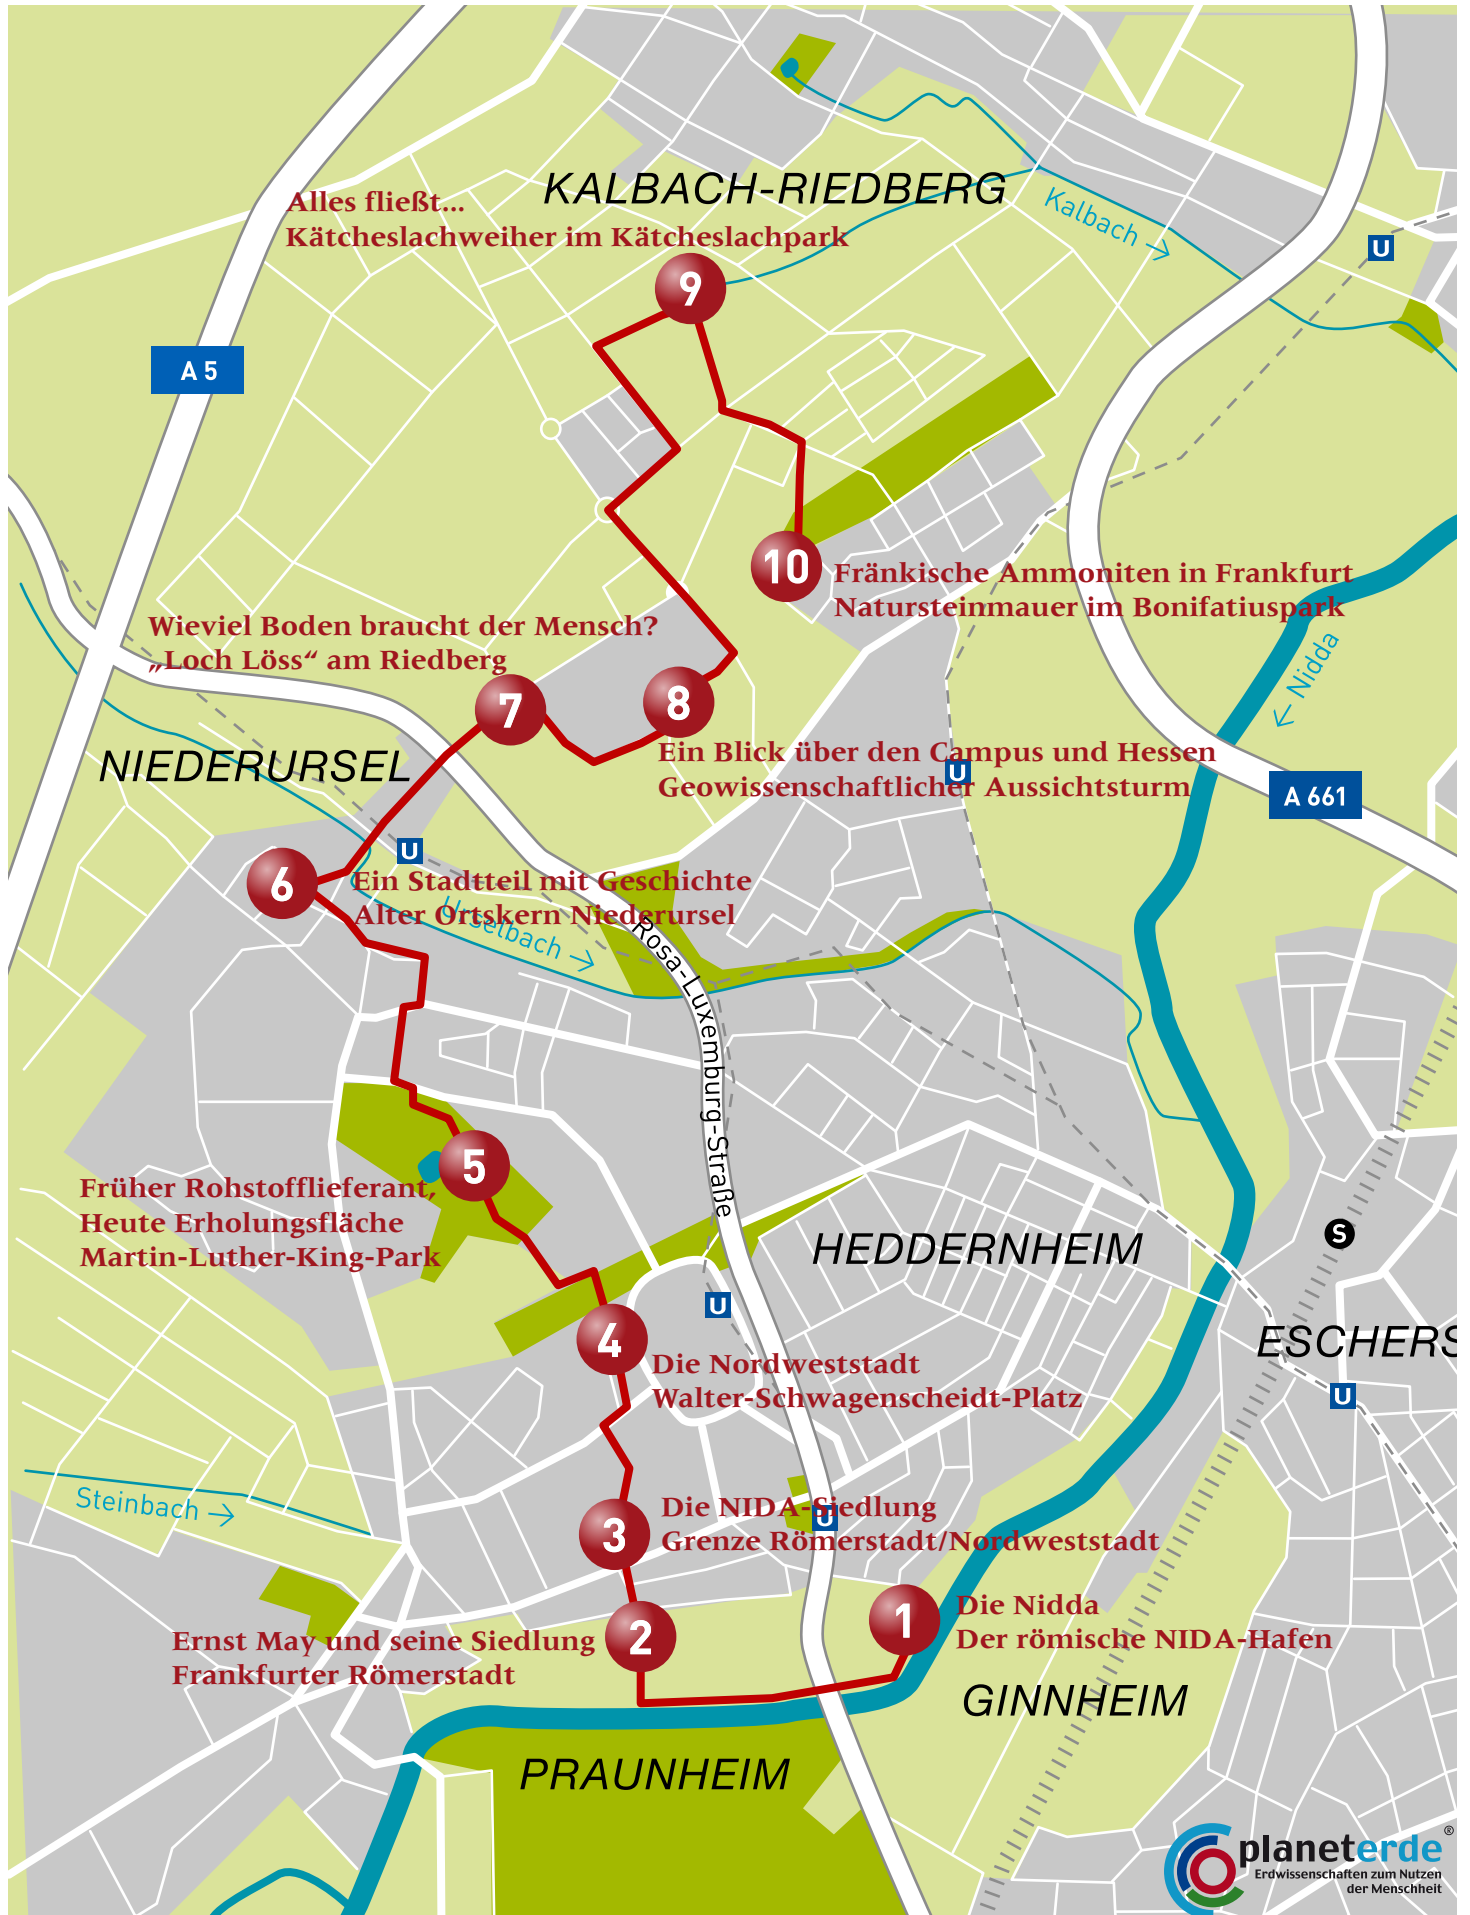 KALBACH-RIEDBERG
Alles fließt...
Kätcheslachweiher im Kätcheslachpark
Kalbach →
U
9
A 5
10
Fränkische Ammoniten in Frankfurt
Natursteinmauer im Bonifatiuspark
Wieviel Boden braucht der Mensch?
„Loch Löss“ am Riedberg
← Nidda
7
8
Ein Blick über den Campus und Hessen
Geowissenschaftlicher Aussichtsturm
U
NIEDERURSEL
A 661
U
6
Ein Stadtteil mit Geschichte
Alter Ortskern Niederursel
Urselbach →
Rosa-Luxemburg-Straße
5
Früher Rohstofflieferant,
Heute Erholungsfläche
Martin-Luther-King-Park
S
HEDDERNHEIM
U
4
ESCHERS
Die Nordweststadt
Walter-Schwagenscheidt-Platz
U
Steinbach →
3
Die NIDA-Siedlung
Grenze Römerstadt/Nordweststadt
U
1
Die Nidda
Der römische NIDA-Hafen
2
Ernst May und seine Siedlung
Frankfurter Römerstadt
GINNHEIM
PRAUNHEIM
planeterde®
Erdwissenschaften zum Nutzen
der Menschheit